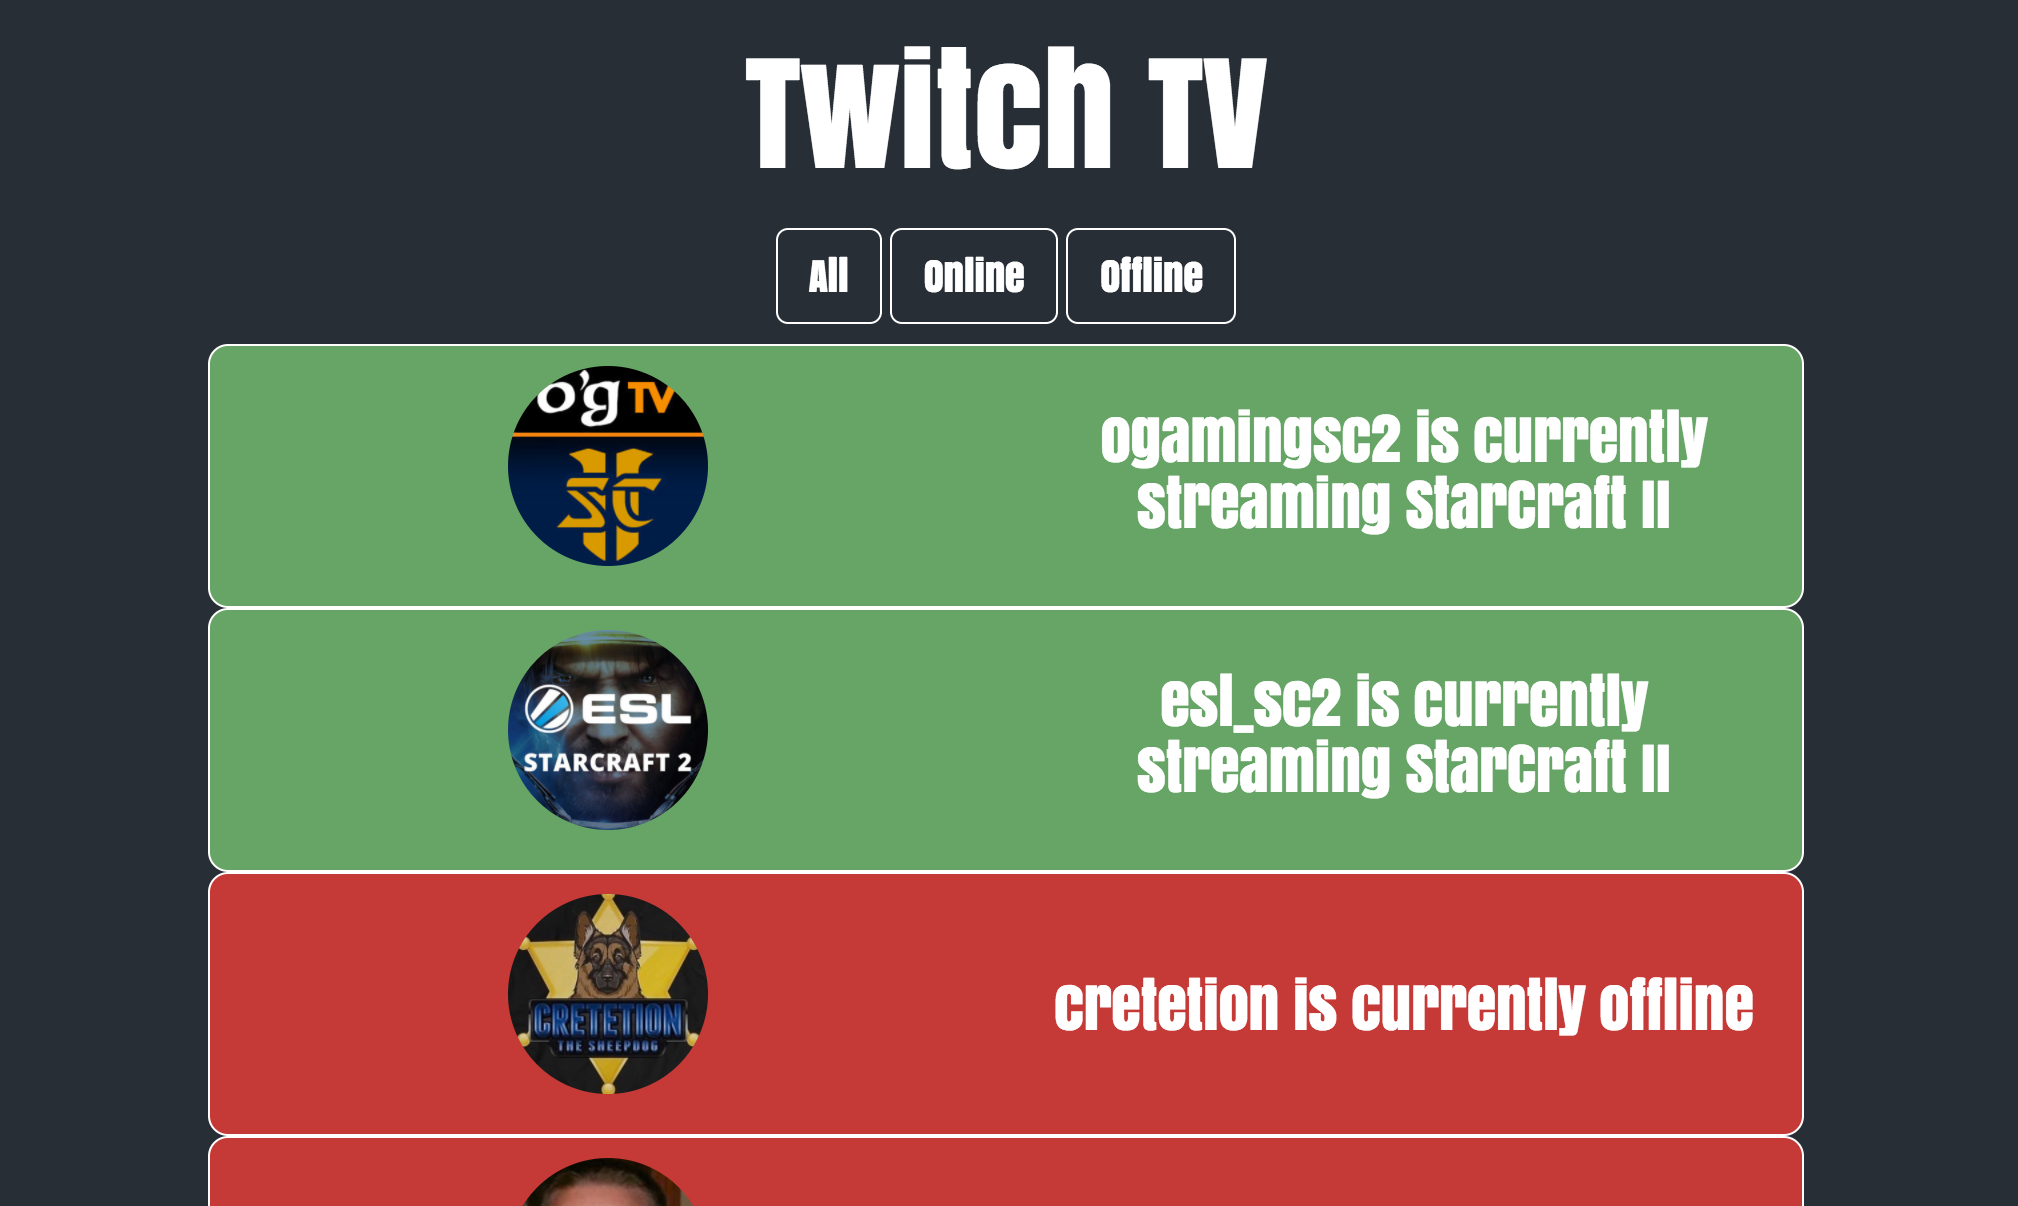 Twitch TV
All
Online
Offline
o'g TV
SC
ogamingsc2 is currently
streaming StarCraft II
ESL
STARCRAFT 2
esl_sc2 is currently
streaming StarCraft II
CRETETION
THE SHEEPDOG
cretetion is currently offline